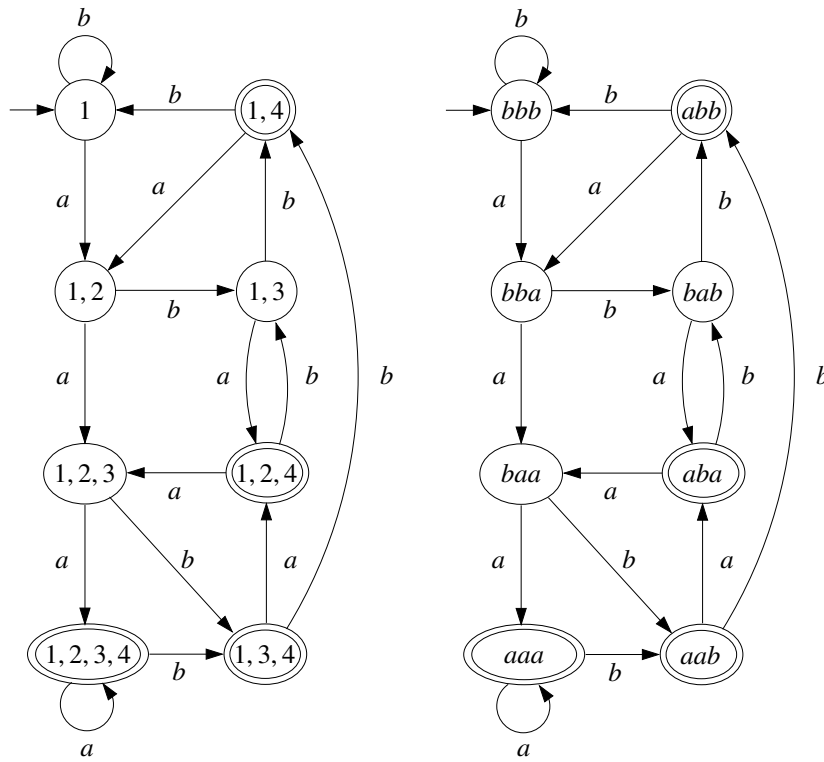 b b
1 b 1, 4 bbb b abb
a a b a a b
1, 2 b 1, 3 bba b bab
a a b b a a b b
1, 2, 3 a 1, 2, 4 baa a aba
a b a a b a
1, 2, 3, 4 b 1, 3, 4 aaa b aab
a a